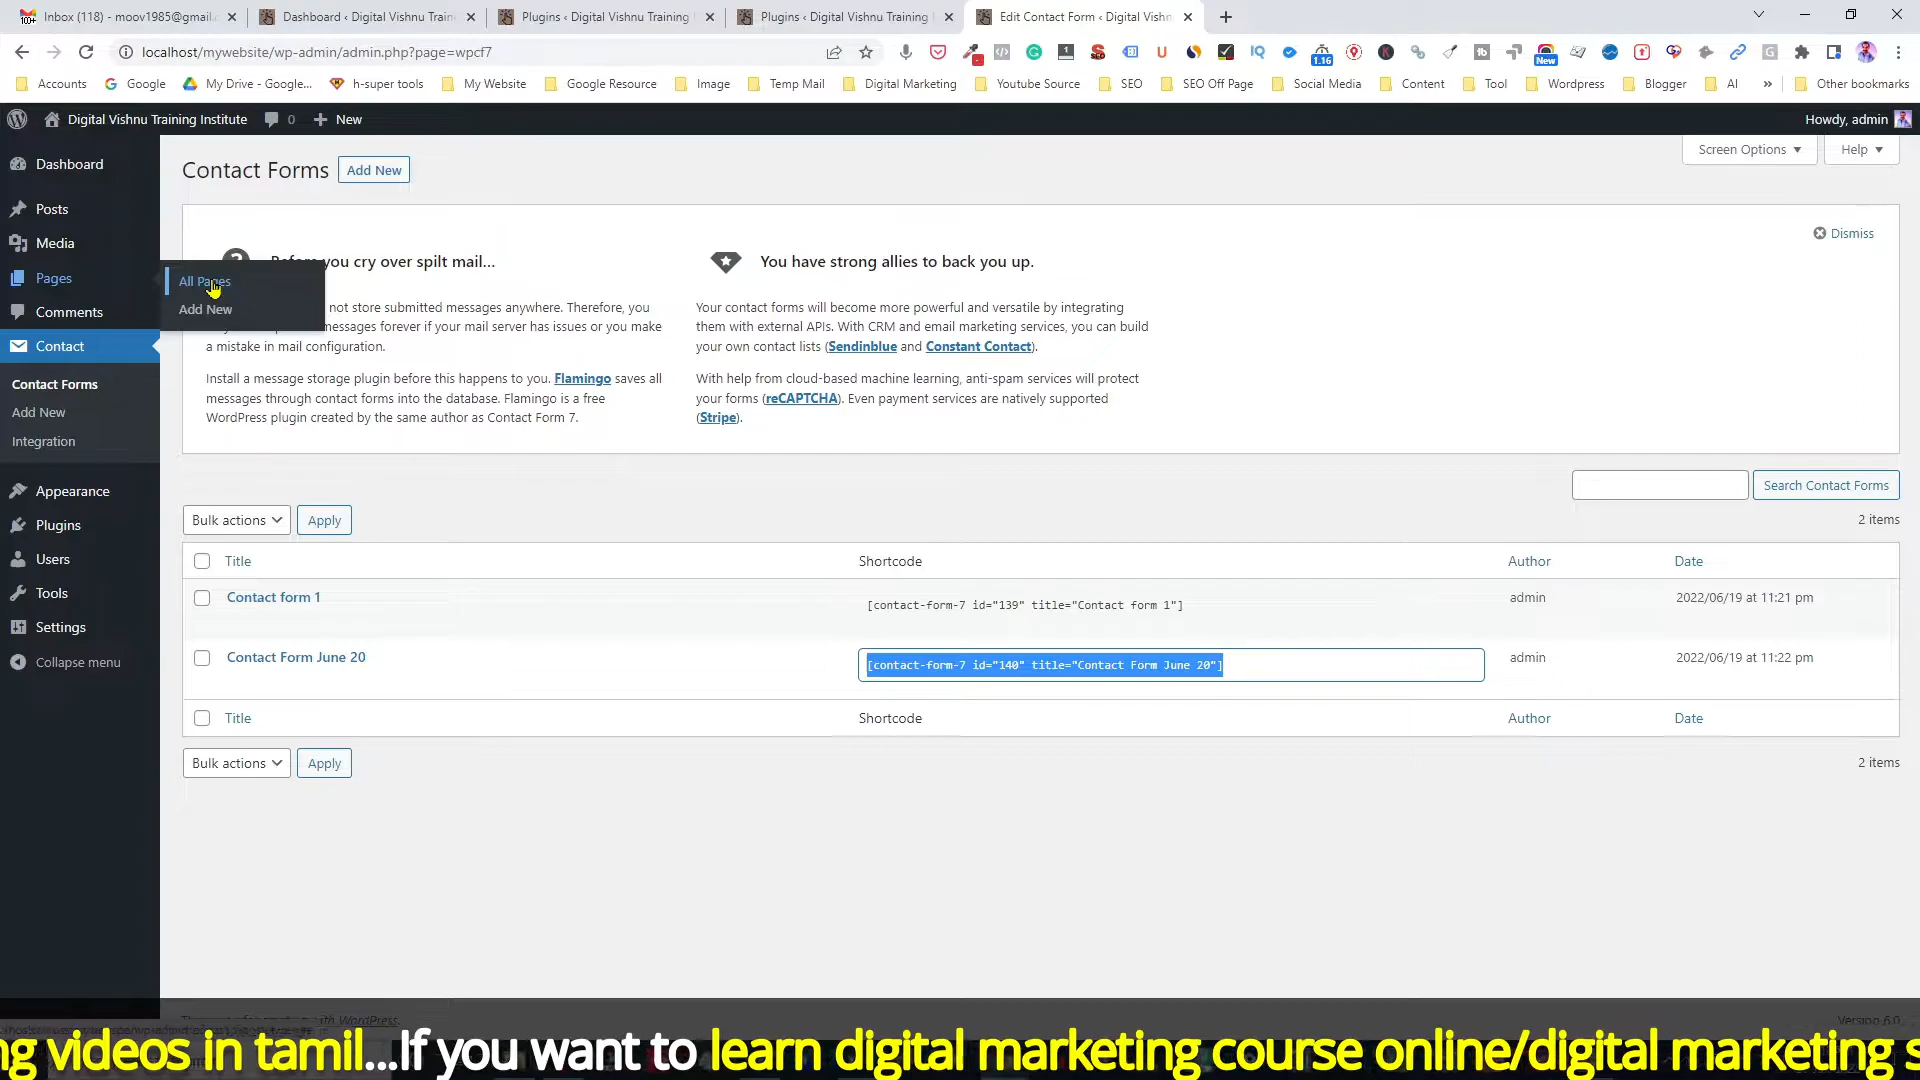 Inbox (118) - moov1985@gmail.
Dashboard ‹ Digital Vishnu Trainin
Plugins ‹ Digital Vishnu Training
Plugins ‹ Digital Vishnu Training
Edit Contact Form ‹ Digital Vishn
localhost/mywebsite/wp-admin/admin.php?page=wpcf7
1.16
New
Accounts
Google
My Drive - Google...
h-super tools
My Website
Google Resource
Image
Temp Mail
Digital Marketing
Youtube Source
SEO
SEO Off Page
Social Media
Content
Tool
Wordpress
Blogger
AI
»
Other bookmarks
Digital Vishnu Training Institute
0
New
Howdy, admin
Dashboard
Posts
Media
Pages
Comments
Contact
Contact Forms
Add New
Integration
Appearance
Plugins
Users
Tools
Settings
Collapse menu
All Pages
Add New
Contact Forms
Add New
Screen Options
Help
Dismiss
you cry over spilt mail…
not store submitted messages anywhere. Therefore, you
messages forever if your mail server has issues or you make
a mistake in mail configuration.
Install a message storage plugin before this happens to you. Flamingo saves all
messages through contact forms into the database. Flamingo is a free
WordPress plugin created by the same author as Contact Form 7.
You have strong allies to back you up.
Your contact forms will become more powerful and versatile by integrating
them with external APIs. With CRM and email marketing services, you can build
your own contact lists (Sendinblue and Constant Contact).
With help from cloud-based machine learning, anti-spam services will protect
your forms (reCAPTCHA). Even payment services are natively supported
(Stripe).
Search Contact Forms
Bulk actions
Apply
2 items
Title
Shortcode
Author
Date
Contact form 1
[contact-form-7 id="139" title="Contact form 1"]
admin
2022/06/19 at 11:21 pm
Contact Form June 20
[contact-form-7 id="140" title="Contact Form June 20"]
admin
2022/06/19 at 11:22 pm
Title
Shortcode
Author
Date
Bulk actions
Apply
2 items
with WordPress.
Version 6.0
ng videos in tamil...If you want to learn digital marketing course online/digital marketing s